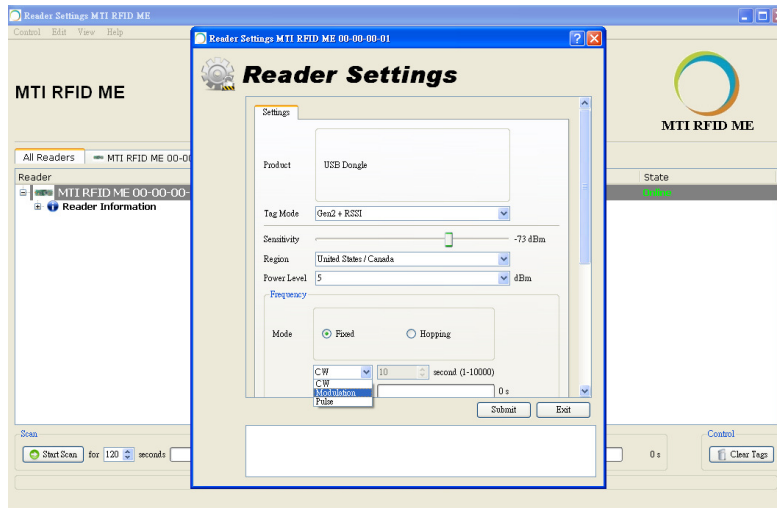 Reader Settings MTI RFID ME
Control Edit View Help
MTI RFID ME
MTI RFID ME
All Readers MTI RFID ME 00-0
Reader State
MTI RFID ME 00-00-00- Online
Reader Information
Reader Settings MTI RFID ME 00-00-00-01
Reader Settings
Settings
Product USB Dongle
Tag Mode Gen2 + RSSI
Sensitivity -73 dBm
Region United States / Canada
Power Level 5 dBm
Frequency
Mode Fixed Hopping
CW 10 second (1-10000)
CW
Modulation 0 s
Pulse
Submit Exit
Scan
Start Scan for 120 seconds 0 s
Control
Clear Tags